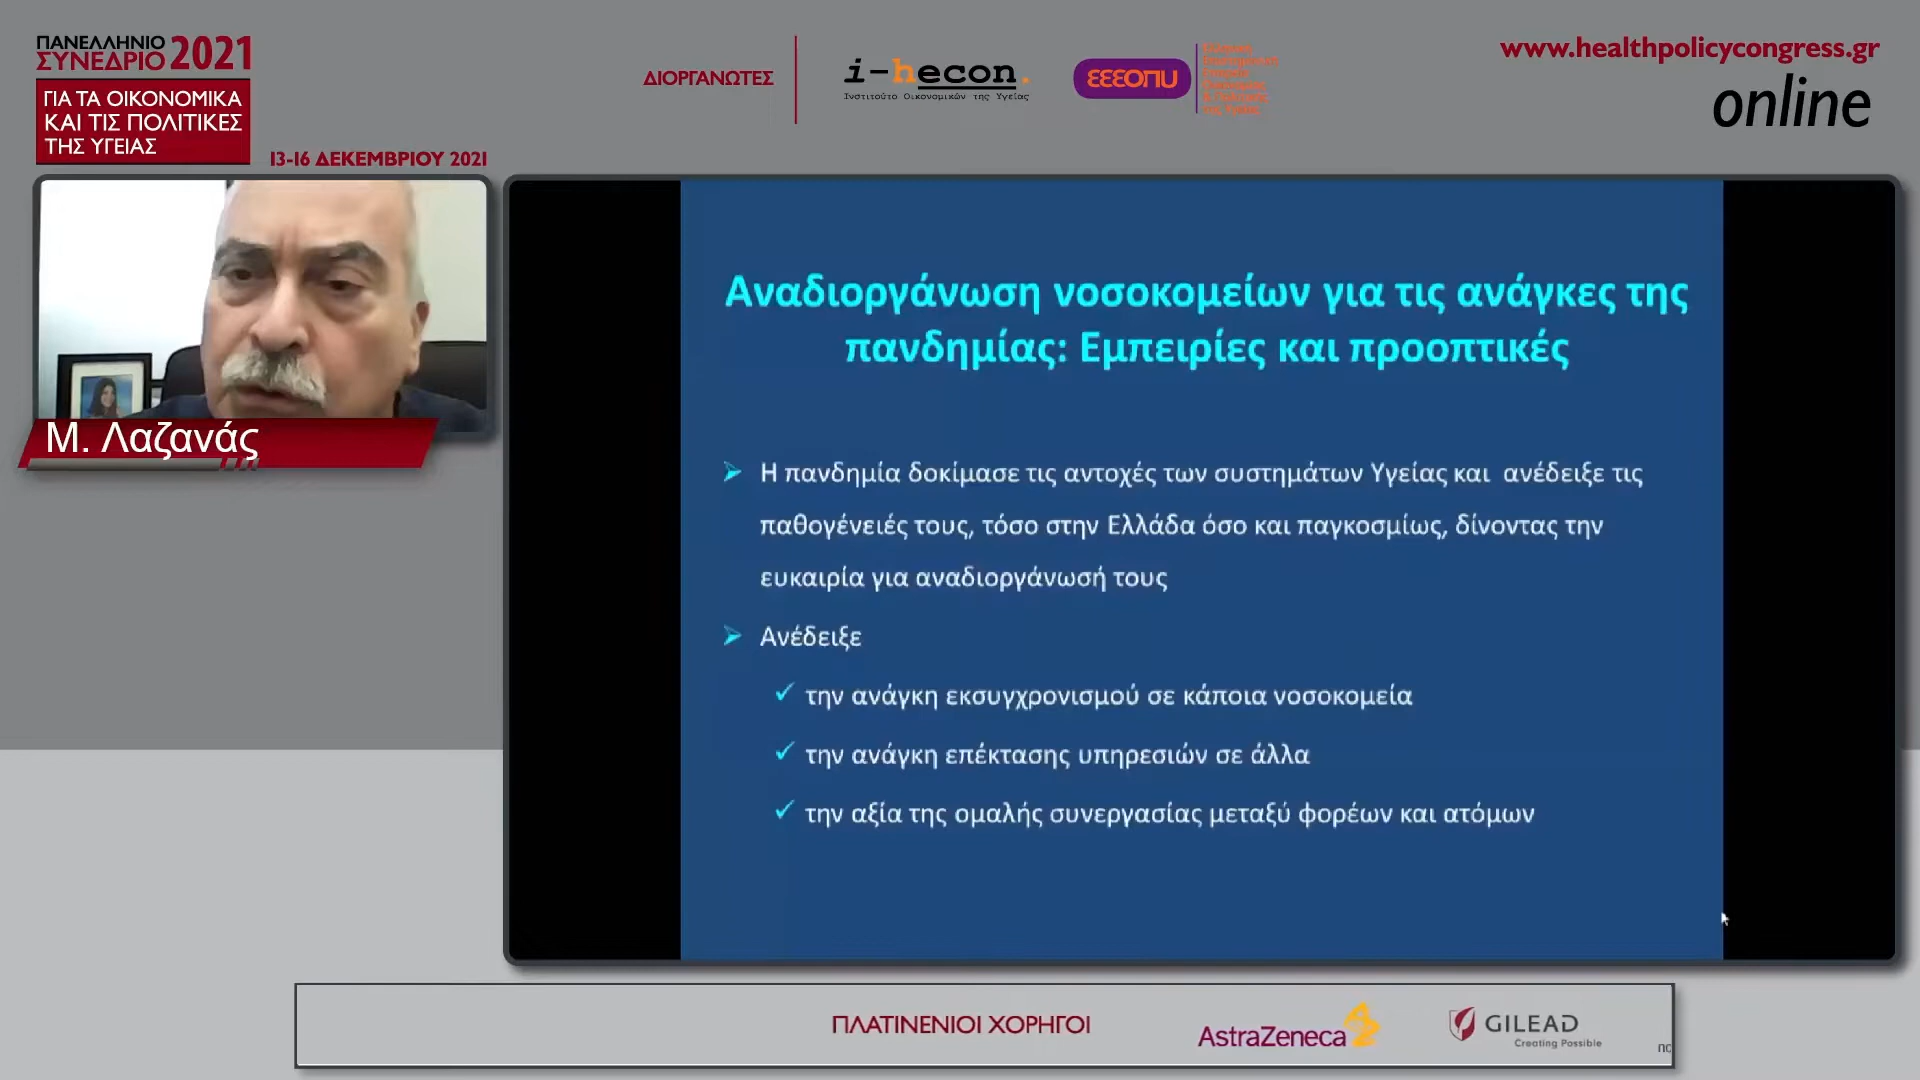 ΠΑΝΕΛΛΗΝΙΟ
ΣΥΝΕΔΡΙΟ 2021
ΓΙΑ ΤΑ ΟΙΚΟΝΟΜΙΚΑ
ΚΑΙ ΤΙΣ ΠΟΛΙΤΙΚΕΣ
ΤΗΣ ΥΓΕΙΑΣ
13-16 ΔΕΚΕΜΒΡΙΟΥ 2021
ΔΙΟΡΓΑΝΩΤΕΣ
i-hecon.
Ινστιτούτο Οικονομικών της Υγείας
ΕΕΕΟΠΥ
www.healthpolicycongress.gr
online
Μ. Λαζανάς
Αναδιοργάνωση νοσοκομείων για τις ανάγκες της
πανδημίας: Εμπειρίες και προοπτικές
Η πανδημία δοκίμασε τις αντοχές των συστημάτων Υγείας και ανέδειξε τις
παθογένειές τους, τόσο στην Ελλάδα όσο και παγκοσμίως, δίνοντας την
ευκαιρία για αναδιοργάνωσή τους
Ανέδειξε
την ανάγκη εκσυγχρονισμού σε κάποια νοσοκομεία
την ανάγκη επέκτασης υπηρεσιών σε άλλα
την αξία της ομαλής συνεργασίας μεταξύ φορέων και ατόμων
ΠΛΑΤΙΝΕΝΙΟΙ ΧΟΡΗΓΟΙ
AstraZeneca
GILEAD
Creating Possible